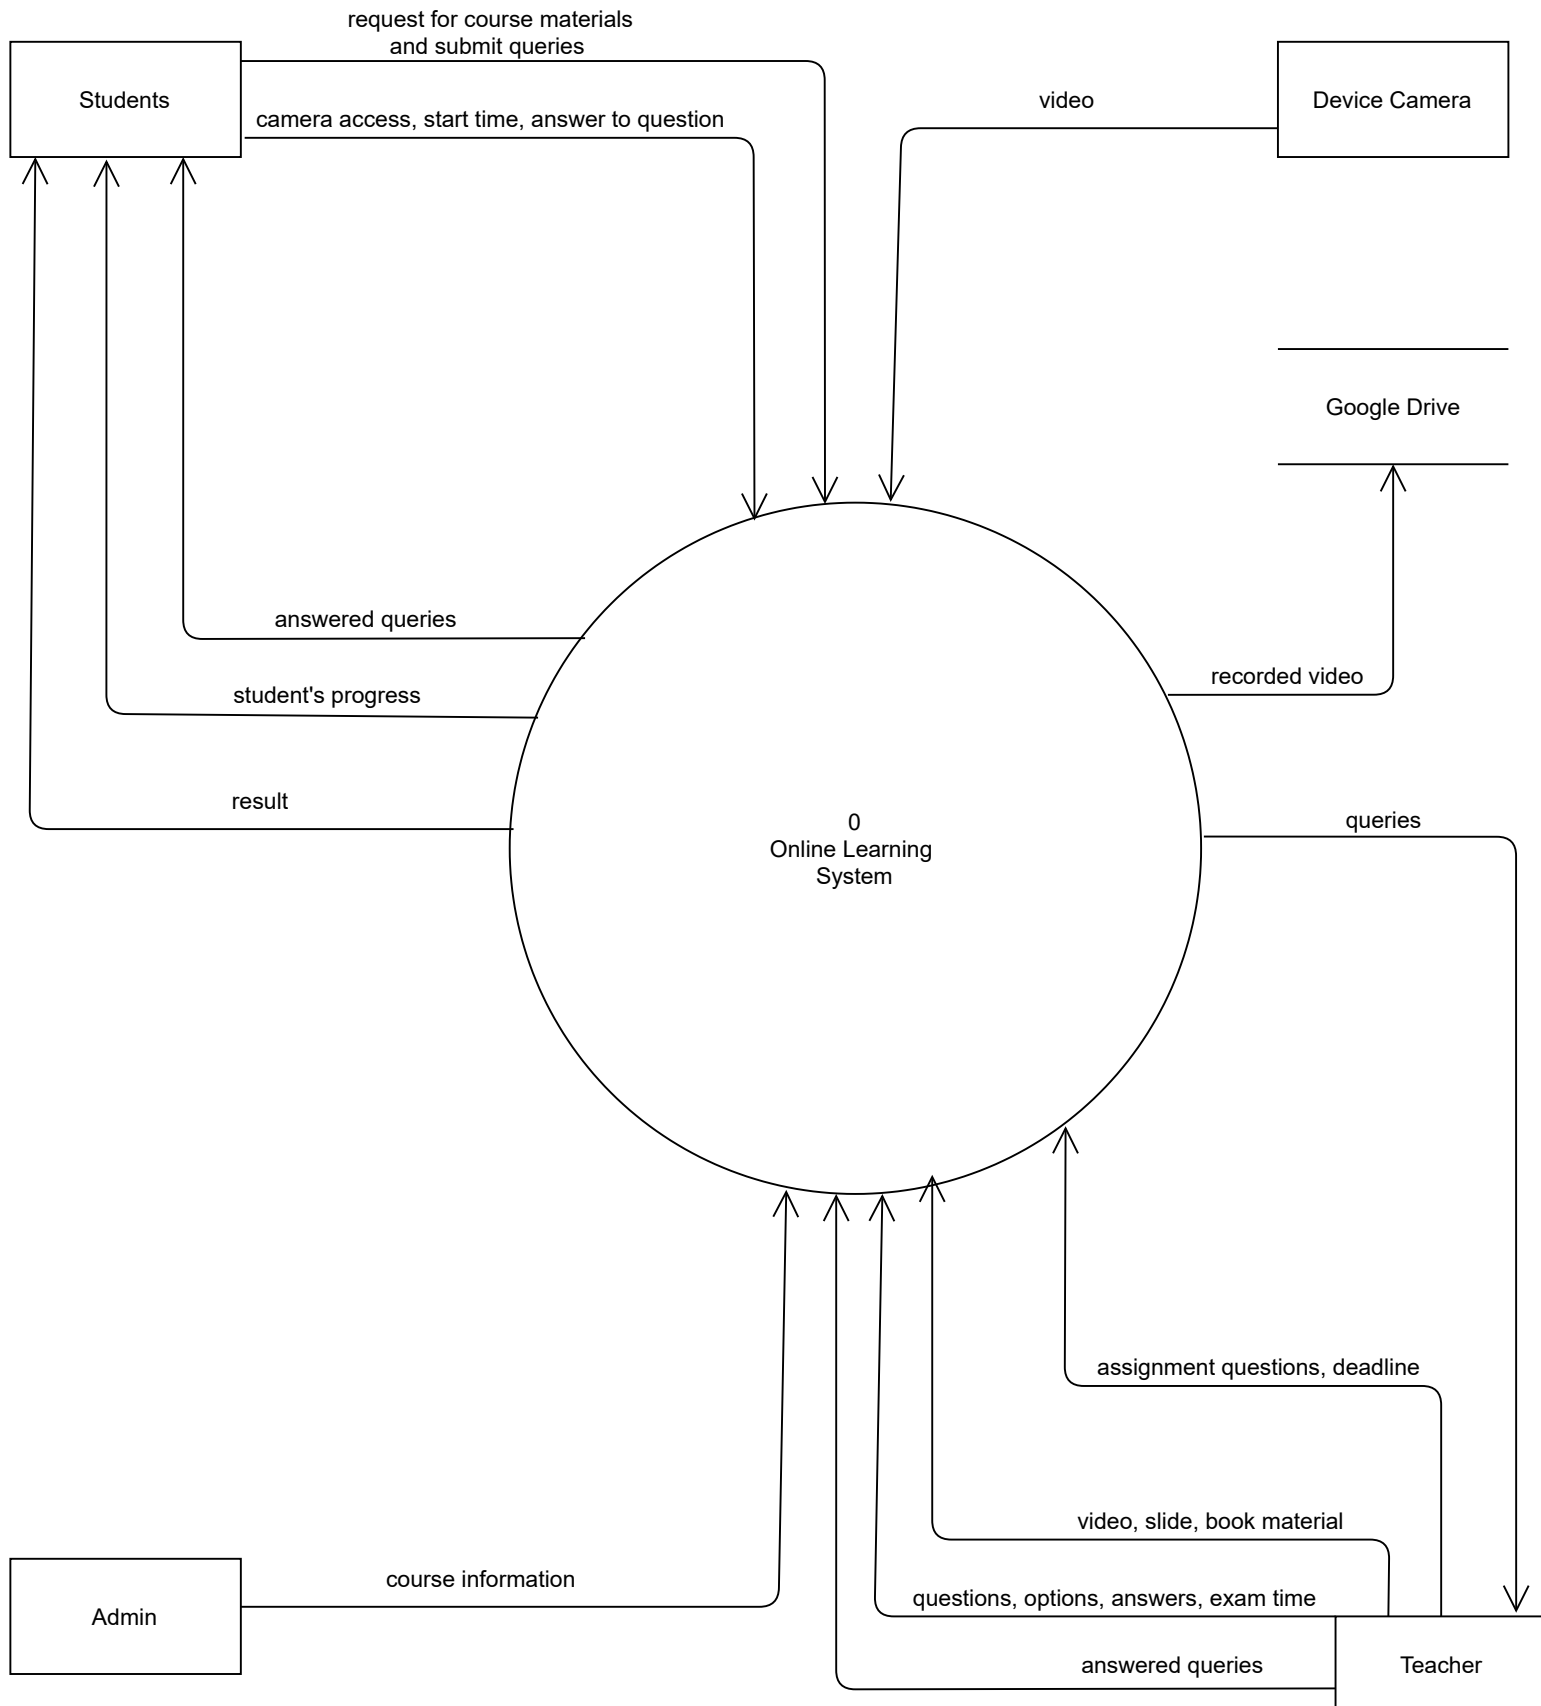 request for course materials
and submit queries
Students
Device Camera
video
camera access, start time, answer to question
Google Drive
answered queries
recorded video
student's progress
result
queries
0
Online Learning
System
assignment questions, deadline
video, slide, book material
course information
questions, options, answers, exam time
Admin
answered queries
Teacher